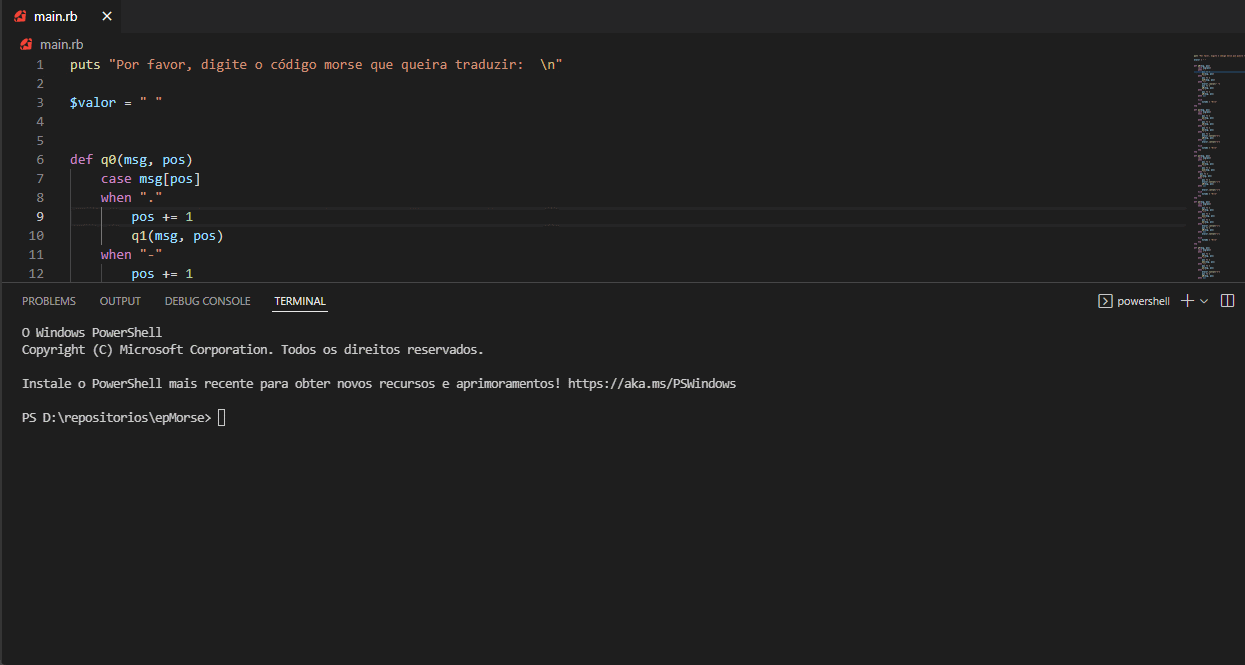 main.rb
main.rb
1 puts "Por favor, digite o código morse que queira traduzir:  \n"
2
3 $valor = " "
4
5
6 def q0(msg, pos)
7 case msg[pos]
8 when "."
9 pos += 1
10 q1(msg, pos)
11 when "-"
12 pos += 1
PROBLEMS OUTPUT DEBUG CONSOLE TERMINAL powershell
O Windows PowerShell
Copyright (C) Microsoft Corporation. Todos os direitos reservados.
Instale o PowerShell mais recente para obter novos recursos e aprimoramentos! https://aka.ms/PSWindows
PS D:\repositorios\epMorse>